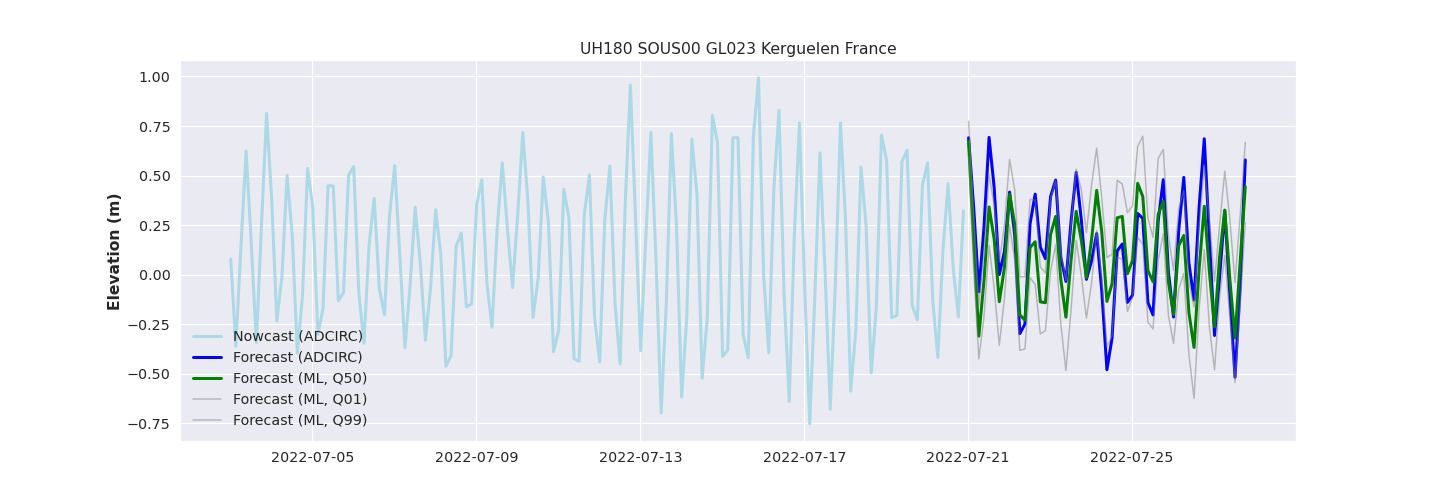 UH180 SOUS00 GL023 Kerguelen France
Elevation (m)
1.00
0.75
0.50
0.25
0.00
−0.25
−0.50
−0.75
Nowcast (ADCIRC)
Forecast (ADCIRC)
Forecast (ML, Q50)
Forecast (ML, Q01)
Forecast (ML, Q99)
2022-07-05
2022-07-09
2022-07-13
2022-07-17
2022-07-21
2022-07-25